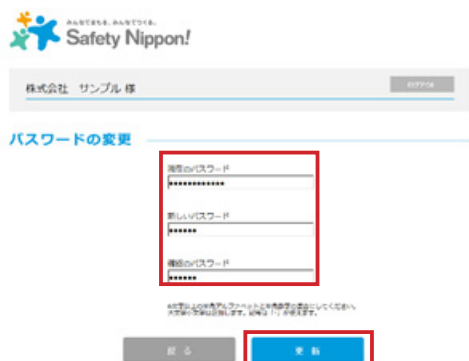 みんなでまもる。みんなでつくる。
Safety Nippon!
株式会社 サンプル 様
ログアウト
パスワードの変更
現在のパスワード
••••••••••••
新しいパスワード
••••••
確認のパスワード
••••••
戻る
更新